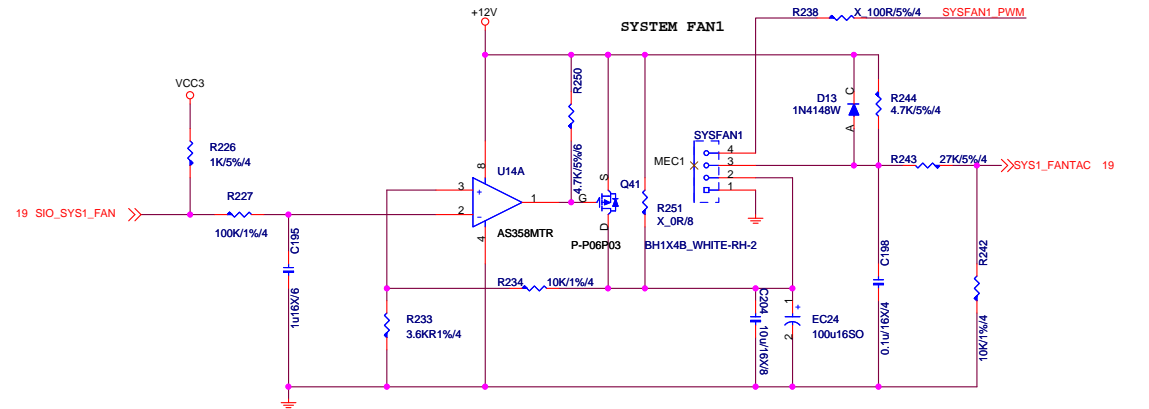 +12V
SYSTEM FAN1
R238
X_100R/5%/4
SYSFAN1_PWM
VCC3
R250
4.7K/5%/6
D13
1N4148W
C
A
R244
4.7K/5%/4
R226
1K/5%/4
SYSFAN1
MEC1
4
3
2
1
R243
27K/5%/4
SYS1_FANTAC 19
8
U14A
3
+
2
-
1
4
AS358MTR
G
S
D
Q41
P-P06P03
R251
X_0R/8
BH1X4B_WHITE-RH-2
19 SIO_SYS1_FAN
R227
100K/1%/4
C195
1u16X/6
R234
10K/1%/4
R233
3.6KR1%/4
C204
10u/16X/8
1
+
2
EC24
100u16SO
C198
0.1u/16X/4
R242
10K/1%/4